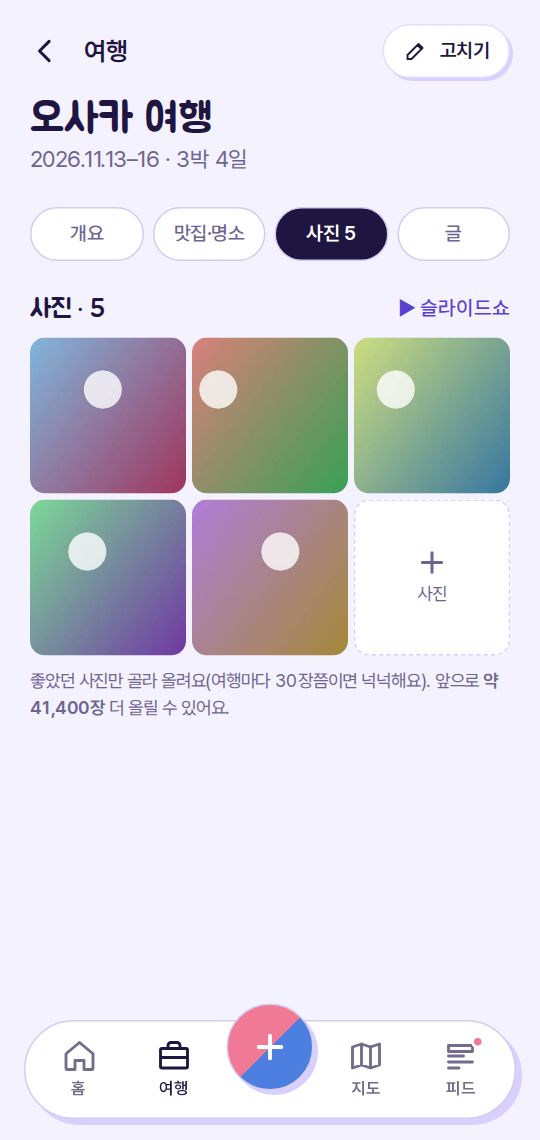 여행
고치기
오사카 여행
2026.11.13–16 · 3박 4일
개요
맛집·명소
사진 5
글
사진 · 5
▶ 슬라이드쇼
사진
좋았던 사진만 골라 올려요(여행마다 30장쯤이면 넉넉해요). 앞으로 약
41,400장 더 올릴 수 있어요.
홈
여행
지도
피드